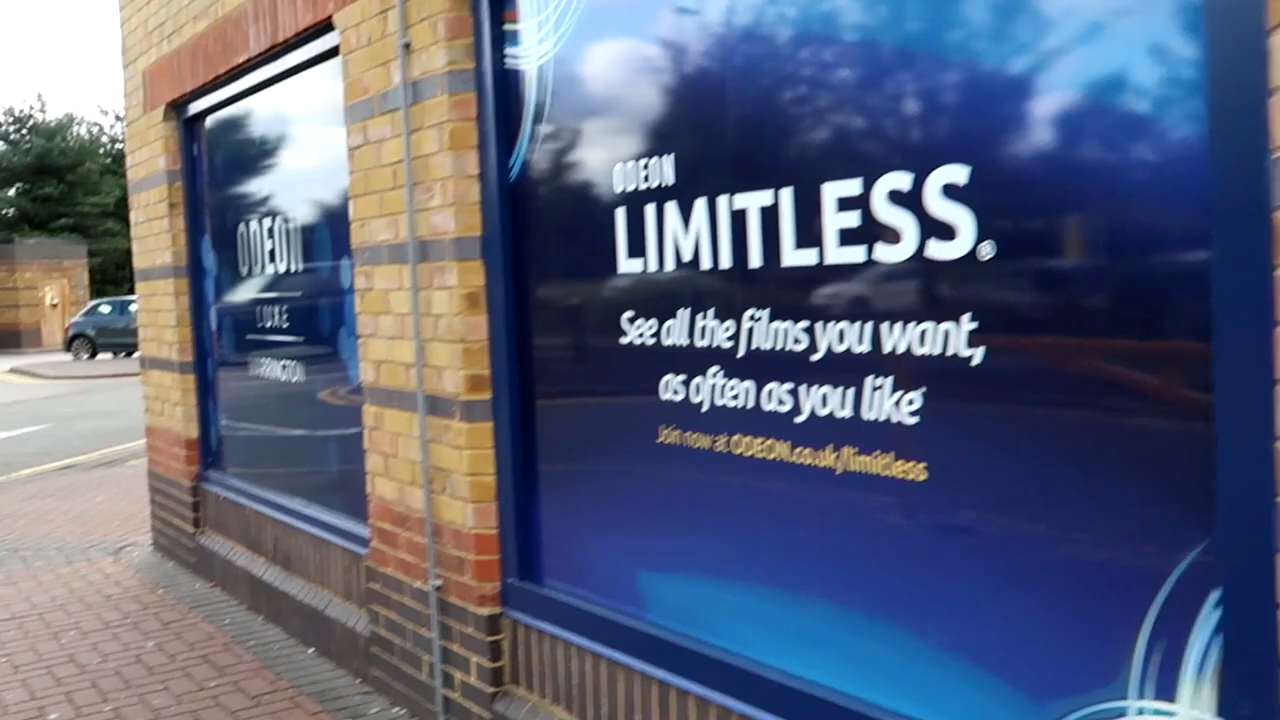 ODEON
LUXE
WARRINGTON
ODEON
LIMITLESS®
See all the films you want,
as often as you like
Join now at ODEON.co.uk/limitless